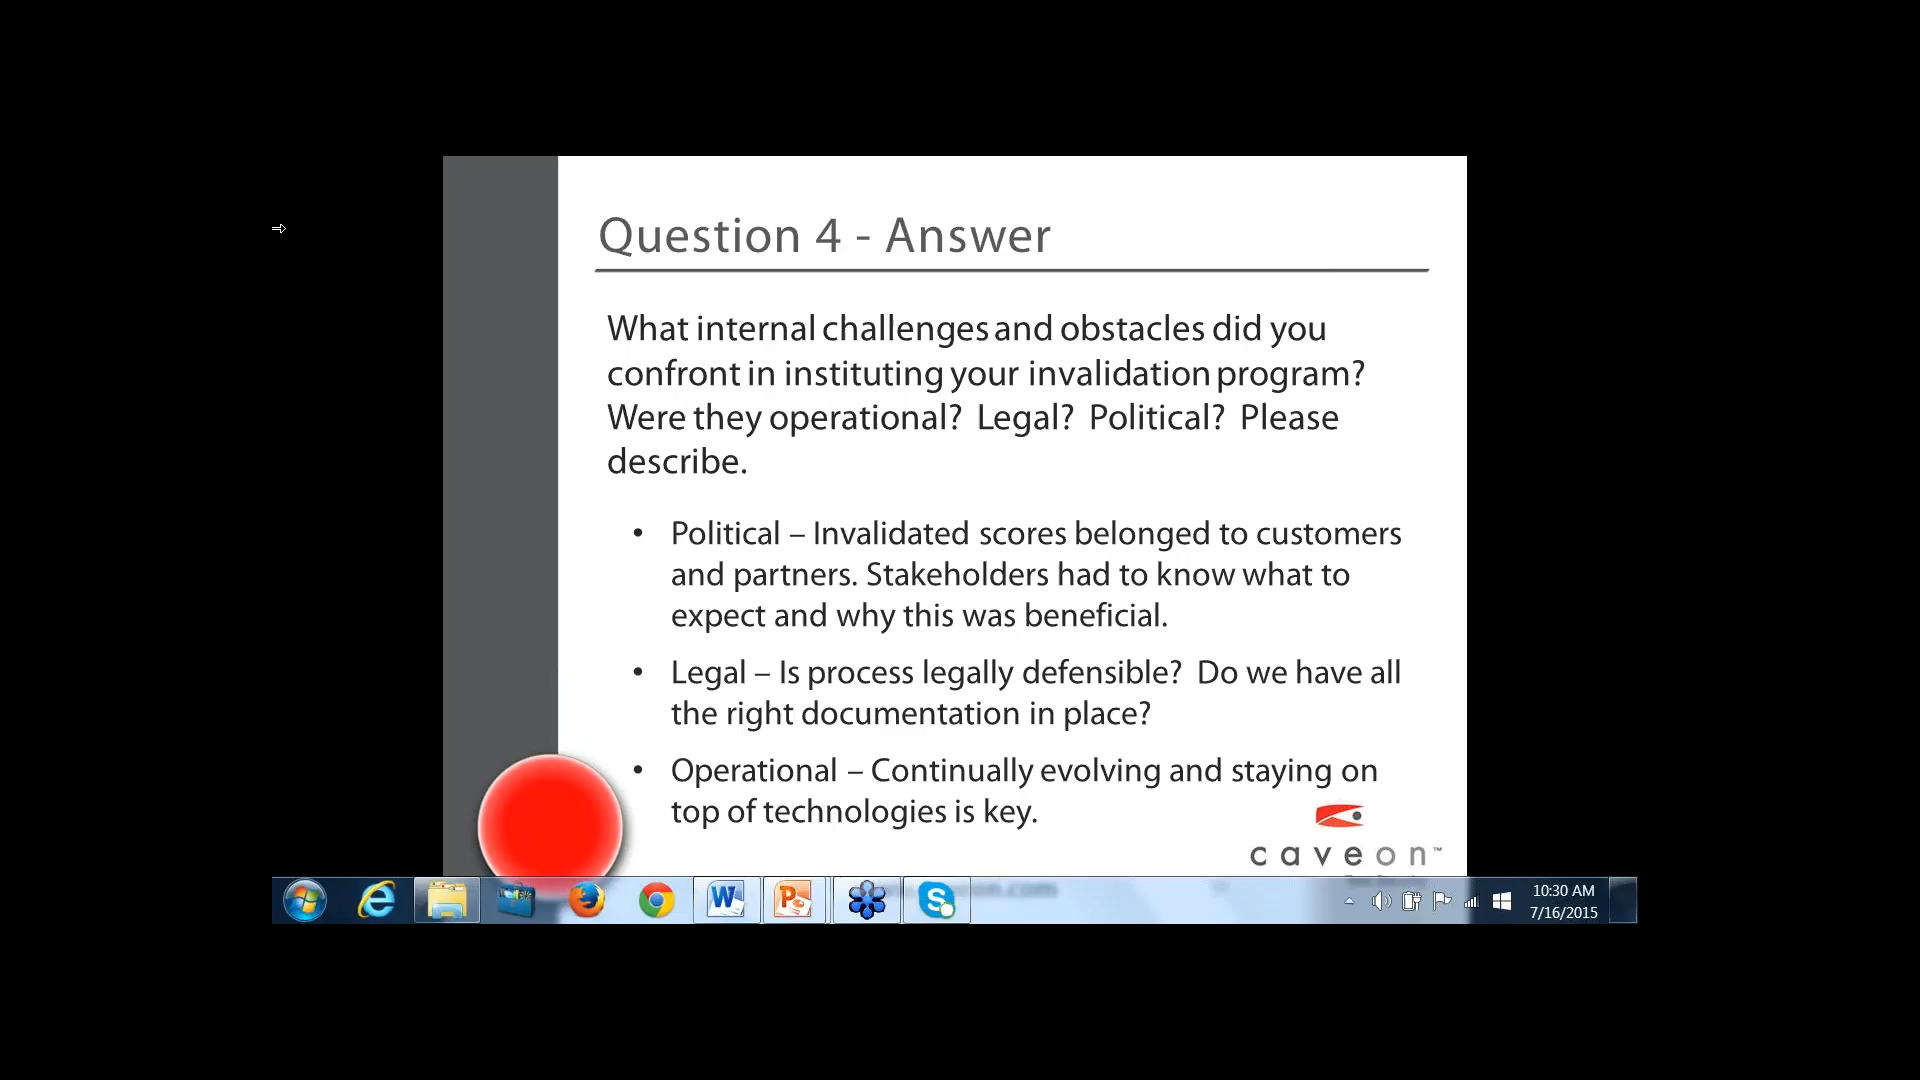 Question 4 - Answer
What internal challenges and obstacles did you
confront in instituting your invalidation program?
Were they operational?  Legal?  Political?  Please
describe.
• Political – Invalidated scores belonged to customers
and partners. Stakeholders had to know what to
expect and why this was beneficial.
• Legal – Is process legally defensible?  Do we have all
the right documentation in place?
• Operational – Continually evolving and staying on
top of technologies is key.
caveon™
10:30 AM
7/16/2015